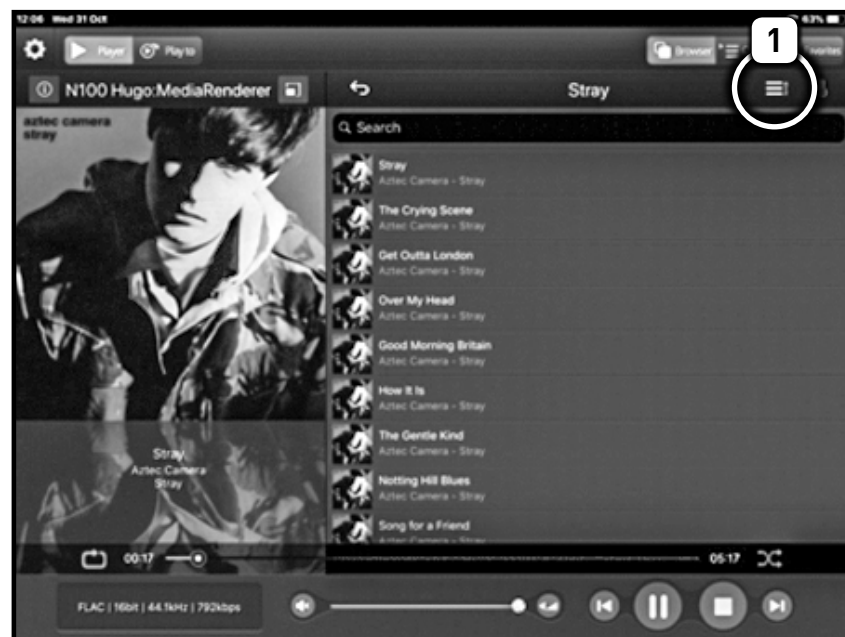 12:06 Wed 31 Oct
63%
1
Player
Play to
Browser
N100 Hugo:MediaRenderer
Stray
aztec camera
stray
Search
Stray
Aztec Camera - Stray
The Crying Scene
Aztec Camera - Stray
Get Outta London
Aztec Camera - Stray
Over My Head
Aztec Camera - Stray
Good Morning Britain
Aztec Camera - Stray
How It Is
Aztec Camera - Stray
The Gentle Kind
Aztec Camera - Stray
Notting Hill Blues
Aztec Camera - Stray
Song for a Friend
Aztec Camera - Stray
Stray
Aztec Camera
Stray
00:17
05:17
FLAC | 16bit | 44.1kHz | 792kbps